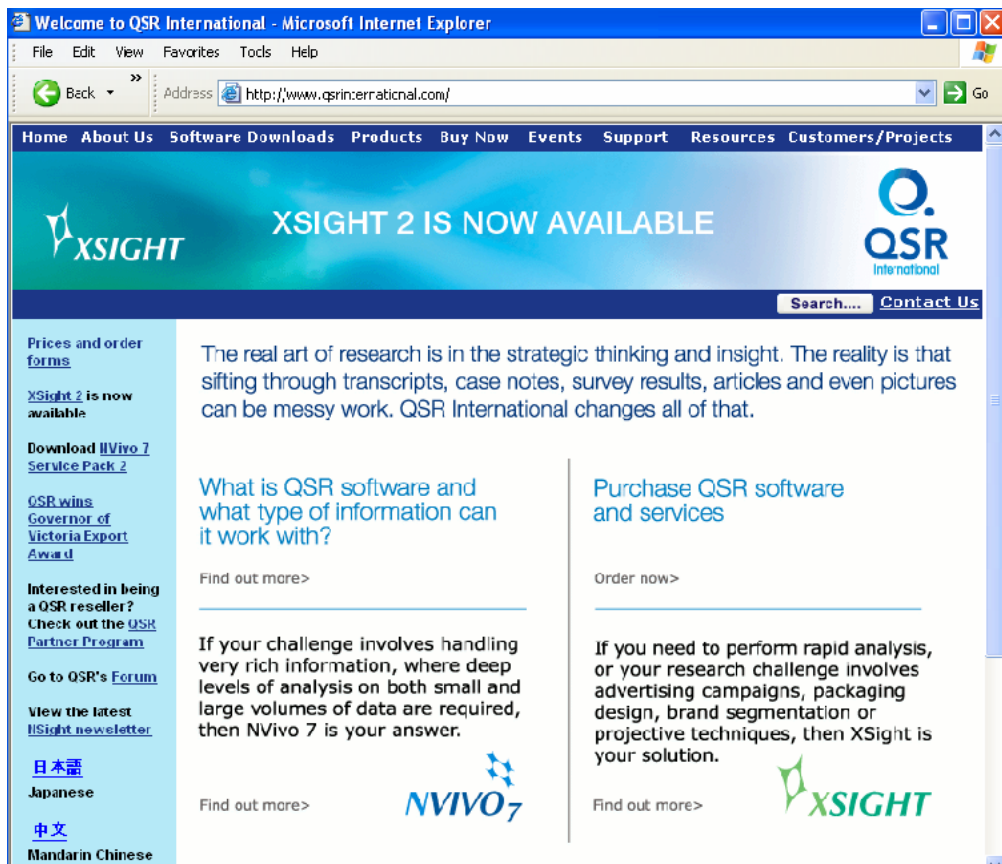 Welcome to QSR International - Microsoft Internet Explorer
File Edit View Favorites Tools Help
Back » Address http://www.qsrinternational.com/ Go
Home About Us Software Downloads Products Buy Now Events Support Resources Customers/Projects
XSIGHT
XSIGHT 2 IS NOW AVAILABLE
Q.
QSR
International
Search.... Contact Us
Prices and order
forms
XSight 2 is now
available
Download NVivo 7
Service Pack 2
QSR wins
Governor of
Victoria Export
Award
Interested in being
a QSR reseller?
Check out the QSR
Partner Program
Go to QSR's Forum
View the latest
NSight newsletter
日本語
Japanese
中文
Mandarin Chinese
The real art of research is in the strategic thinking and insight. The reality is that
sifting through transcripts, case notes, survey results, articles and even pictures
can be messy work. QSR International changes all of that.
What is QSR software and
what type of information can
it work with?
Find out more>
If your challenge involves handling
very rich information, where deep
levels of analysis on both small and
large volumes of data are required,
then NVivo 7 is your answer.
Find out more>
NVIVO7
Purchase QSR software
and services
Order now>
If you need to perform rapid analysis,
or your research challenge involves
advertising campaigns, packaging
design, brand segmentation or
projective techniques, then XSight is
your solution.
Find out more>
XSIGHT